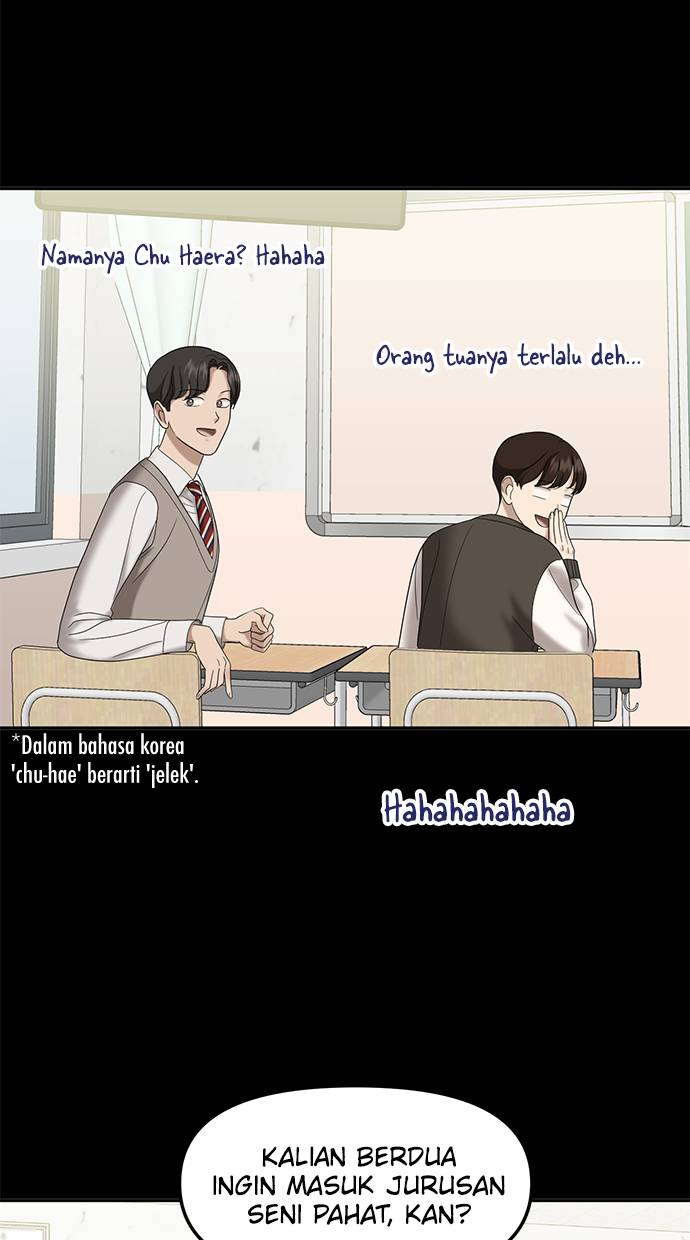 Namanya Chu Haera? Hahaha
Orang tuanya terlalu deh...
*Dalam bahasa korea
'chu-hae' berarti 'jelek'.
Hahahahahaha
KALIAN BERDUA
INGIN MASUK JURUSAN
SENI PAHAT, KAN?